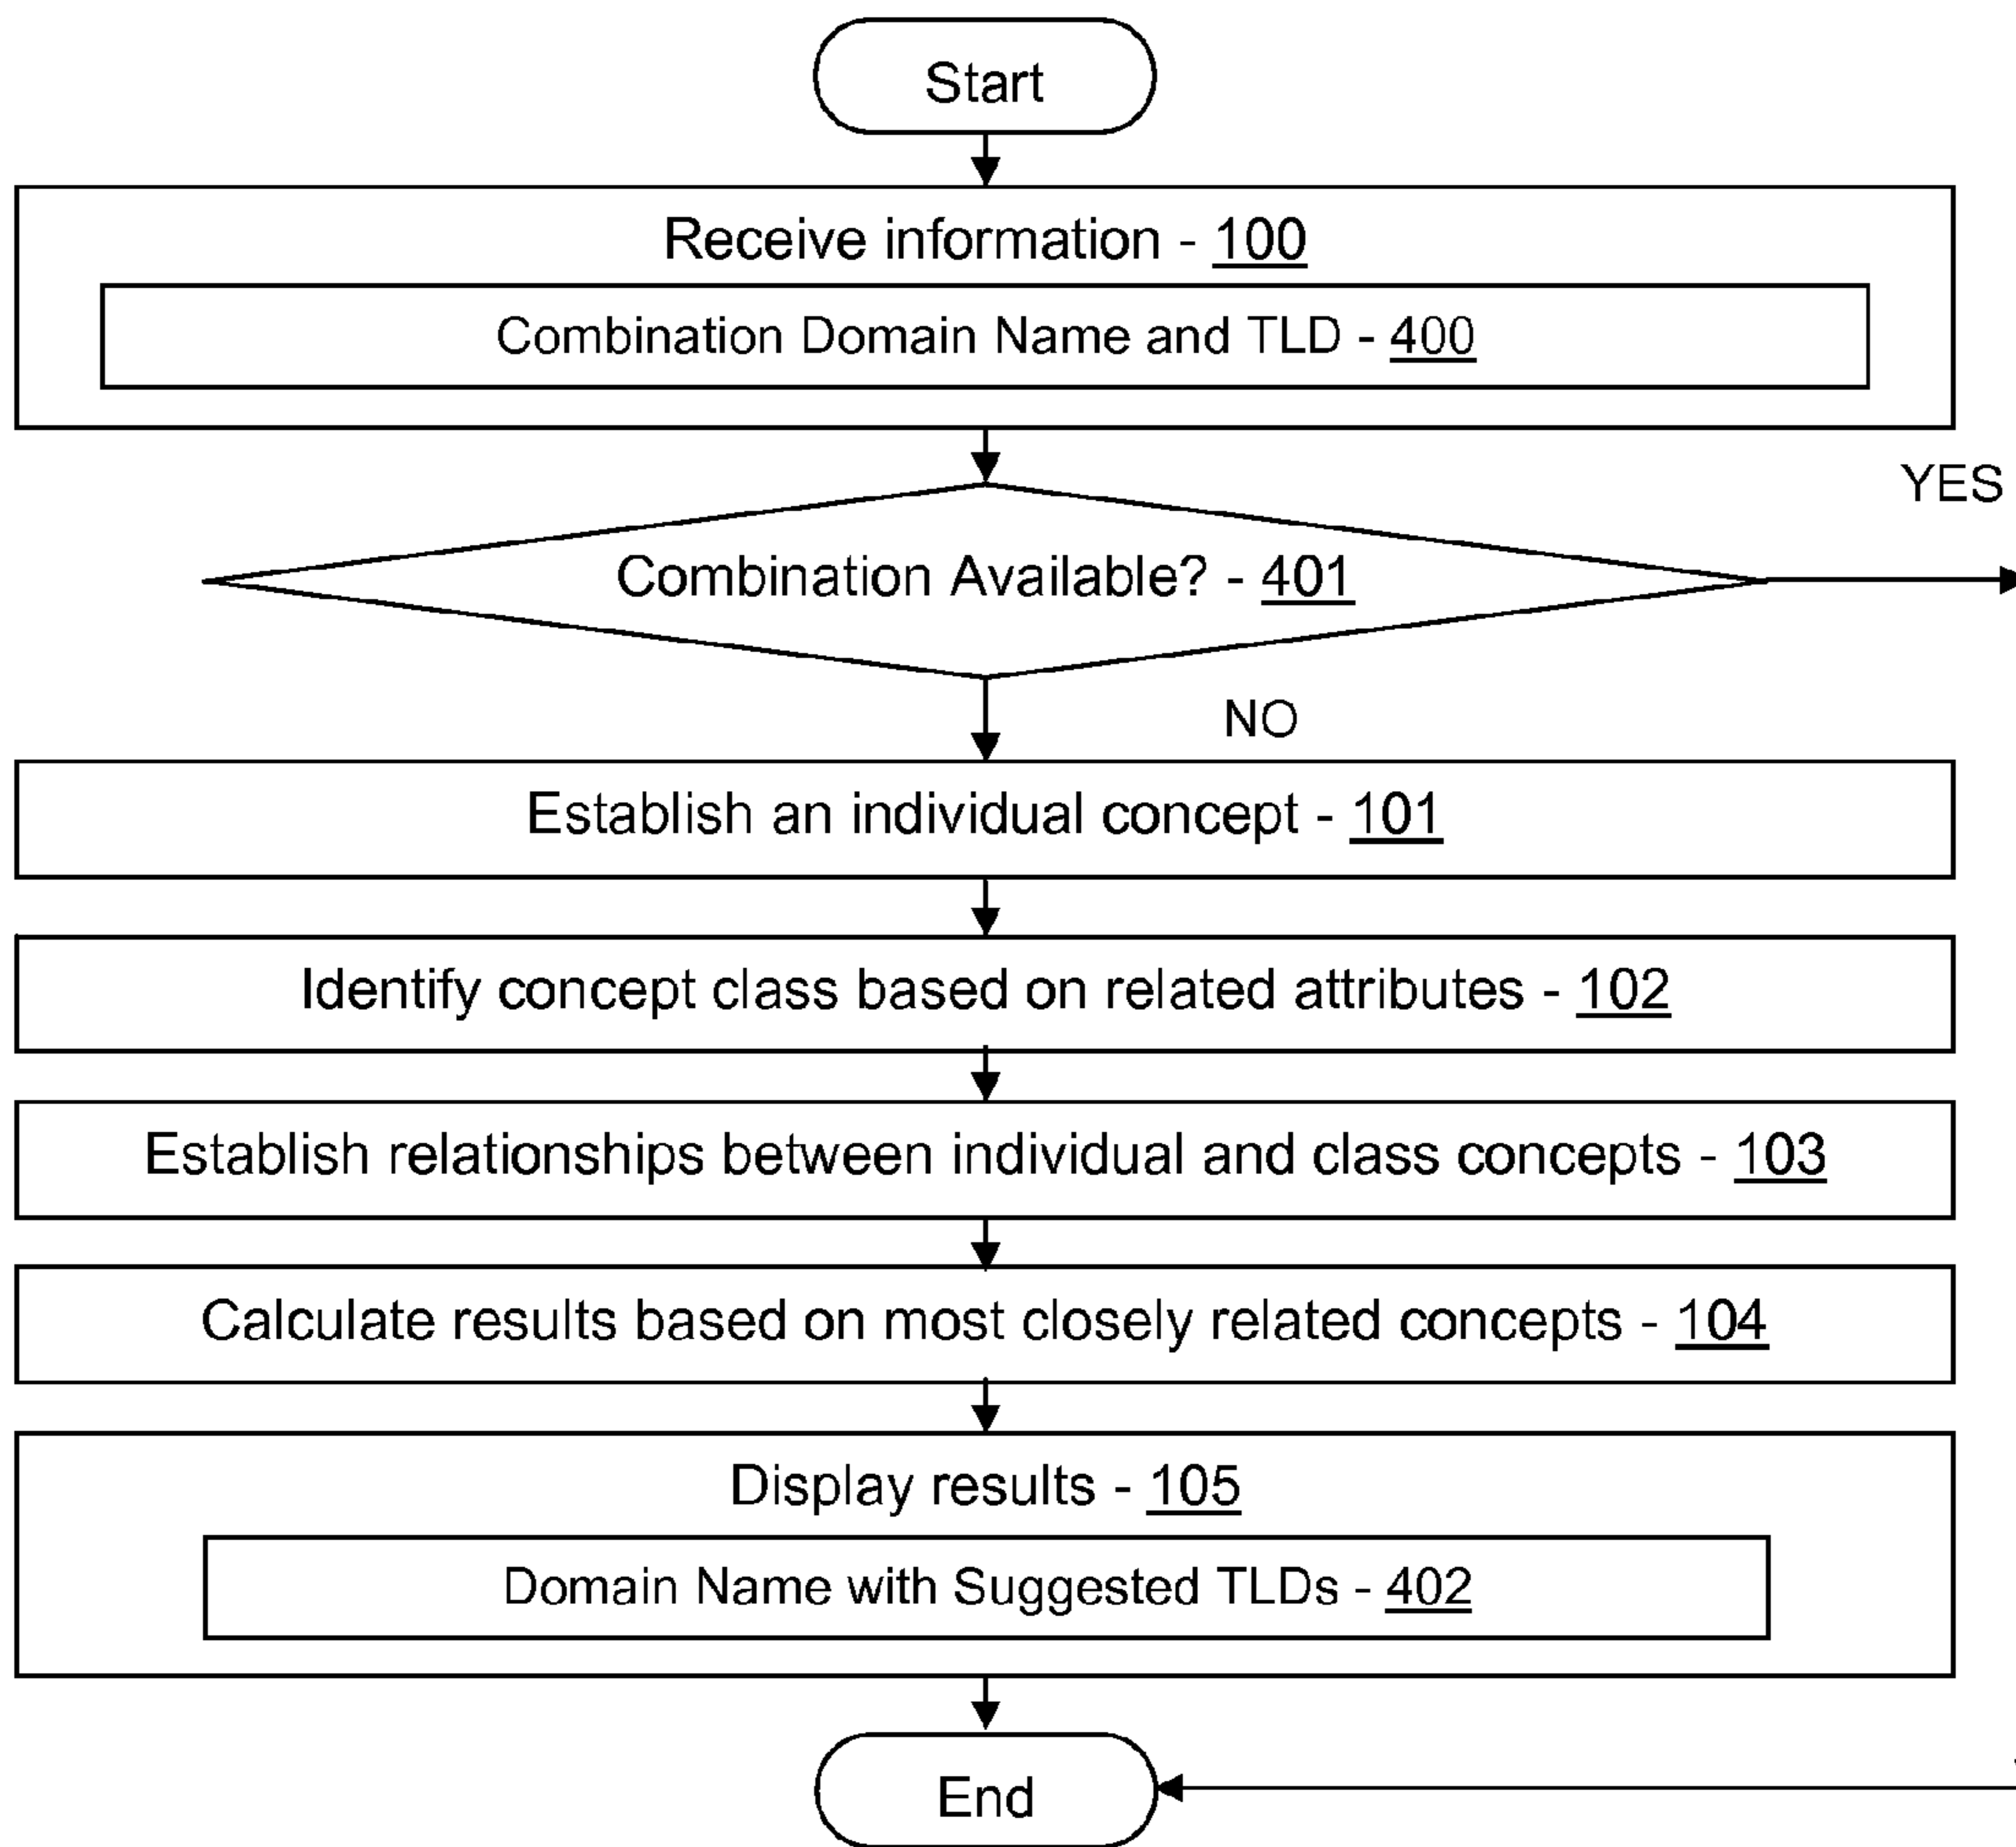 Start
Receive information - 100
Combination Domain Name and TLD - 400
YES
Combination Available? - 401
NO
Establish an individual concept - 101
Identify concept class based on related attributes - 102
Establish relationships between individual and class concepts - 103
Calculate results based on most closely related concepts - 104
Display results - 105
Domain Name with Suggested TLDs - 402
End